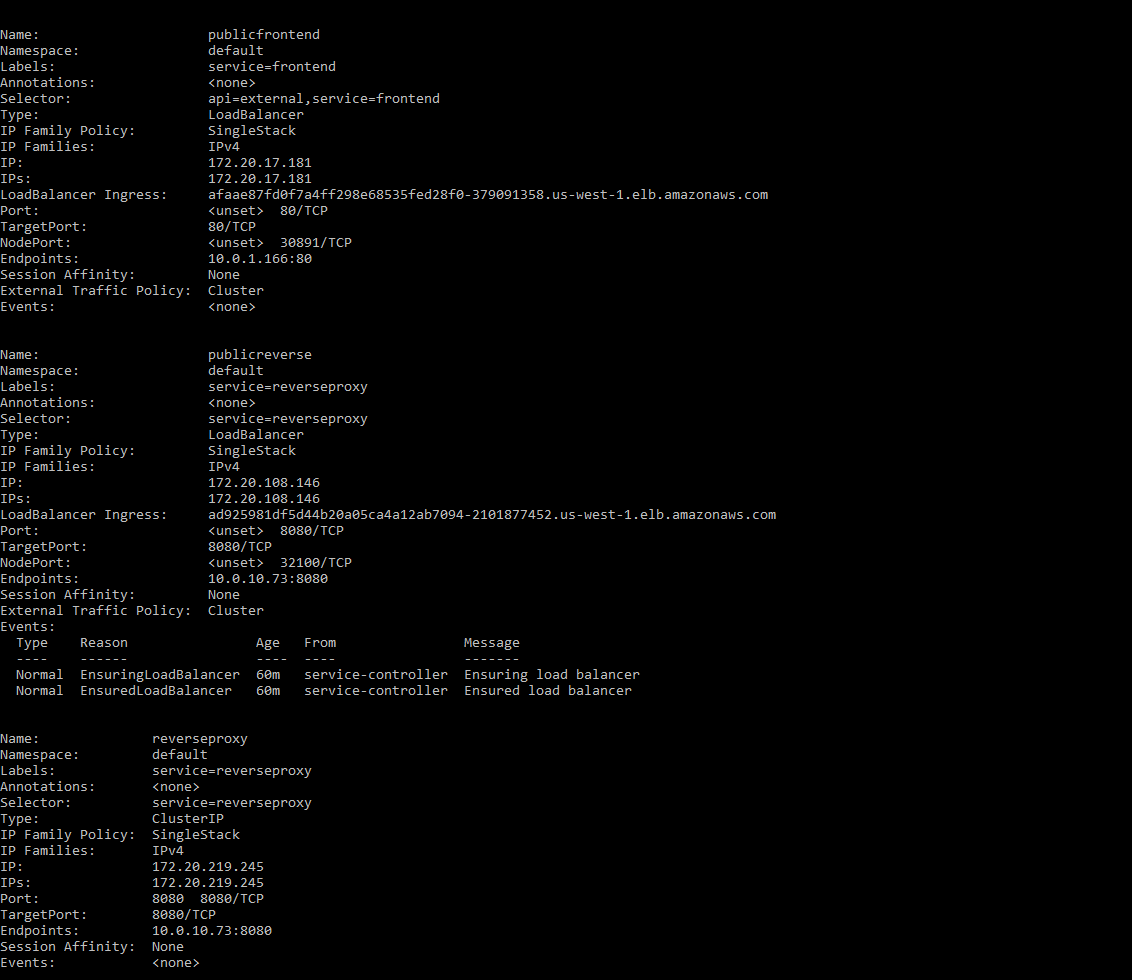 Name:                     publicfrontend
Namespace:                default
Labels:                   service=frontend
Annotations:              <none>
Selector:                 api=external,service=frontend
Type:                     LoadBalancer
IP Family Policy:         SingleStack
IP Families:              IPv4
IP:                       172.20.17.181
IPs:                      172.20.17.181
LoadBalancer Ingress:     afaae87fd0f7a4ff298e68535fed28f0-379091358.us-west-1.elb.amazonaws.com
Port:                     <unset>  80/TCP
TargetPort:               80/TCP
NodePort:                 <unset>  30891/TCP
Endpoints:                10.0.1.166:80
Session Affinity:         None
External Traffic Policy:  Cluster
Events:                   <none>
Name:                     publicreverse
Namespace:                default
Labels:                   service=reverseproxy
Annotations:              <none>
Selector:                 service=reverseproxy
Type:                     LoadBalancer
IP Family Policy:         SingleStack
IP Families:              IPv4
IP:                       172.20.108.146
IPs:                      172.20.108.146
LoadBalancer Ingress:     ad925981df5d44b20a05ca4a12ab7094-2101877452.us-west-1.elb.amazonaws.com
Port:                     <unset>  8080/TCP
TargetPort:               8080/TCP
NodePort:                 <unset>  32100/TCP
Endpoints:                10.0.10.73:8080
Session Affinity:         None
External Traffic Policy:  Cluster
Events:
  Type    Reason                Age   From                Message
  ----    ------                ----  ----                -------
  Normal  EnsuringLoadBalancer  60m   service-controller  Ensuring load balancer
  Normal  EnsuredLoadBalancer   60m   service-controller  Ensured load balancer
Name:              reverseproxy
Namespace:         default
Labels:            service=reverseproxy
Annotations:       <none>
Selector:          service=reverseproxy
Type:              ClusterIP
IP Family Policy:  SingleStack
IP Families:       IPv4
IP:                172.20.219.245
IPs:               172.20.219.245
Port:              8080  8080/TCP
TargetPort:        8080/TCP
Endpoints:         10.0.10.73:8080
Session Affinity:  None
Events:            <none>